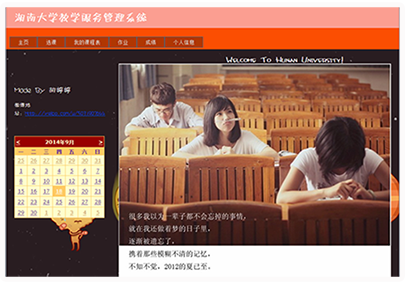 湖南大学教学服务管理系统
主页 选课 我的课程表 作业 成绩 个人信息
Welcome To Hunan University!
Made By
< 2014年9月 >
一 二 三 四 五 六 日
1 2 3 4 5 6 7
8 9 10 11 12 13 14
15 16 17 18 19 20 21
22 23 24 25 26 27 28
29 30 1 2 3 4 5
很多我以为一辈子都不会忘掉的事情,
就在我还做着梦的日子里,
逐渐被遗忘了,
携着那些模糊不清的记忆,
不知不觉, 2012的夏已至。